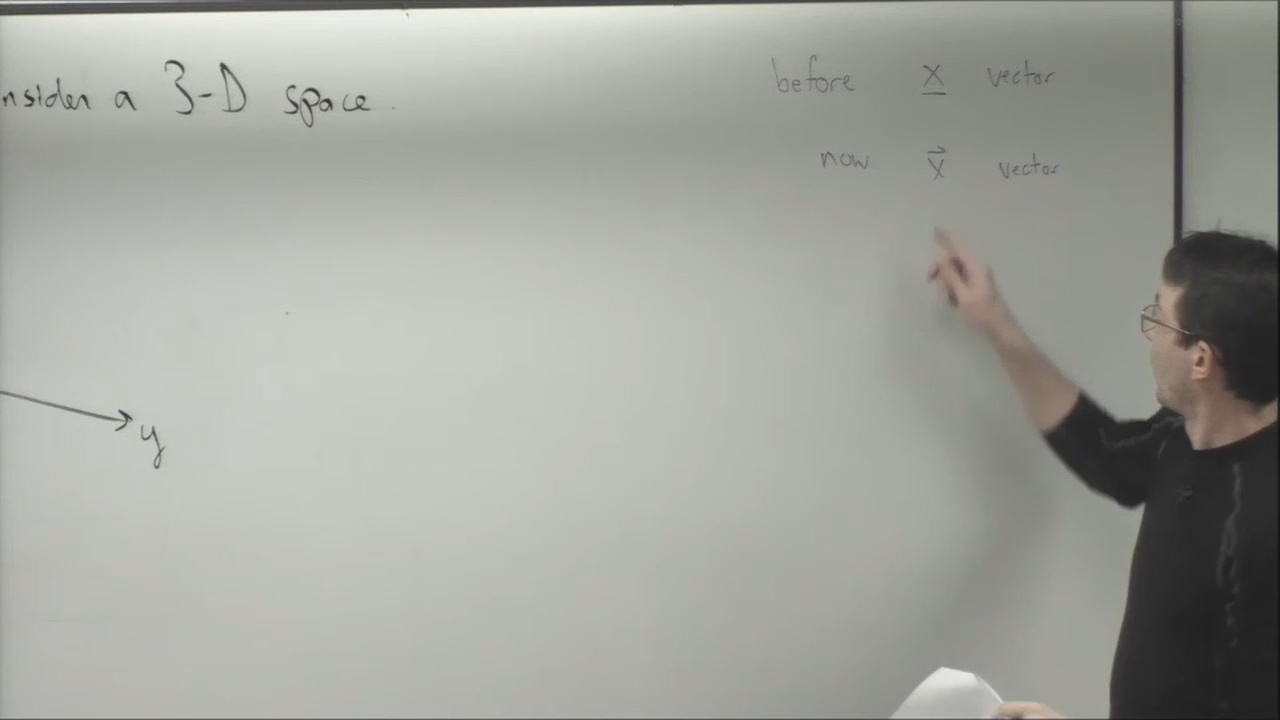 nsider a 3-D space.
before x vector
now x⃗ vector
y